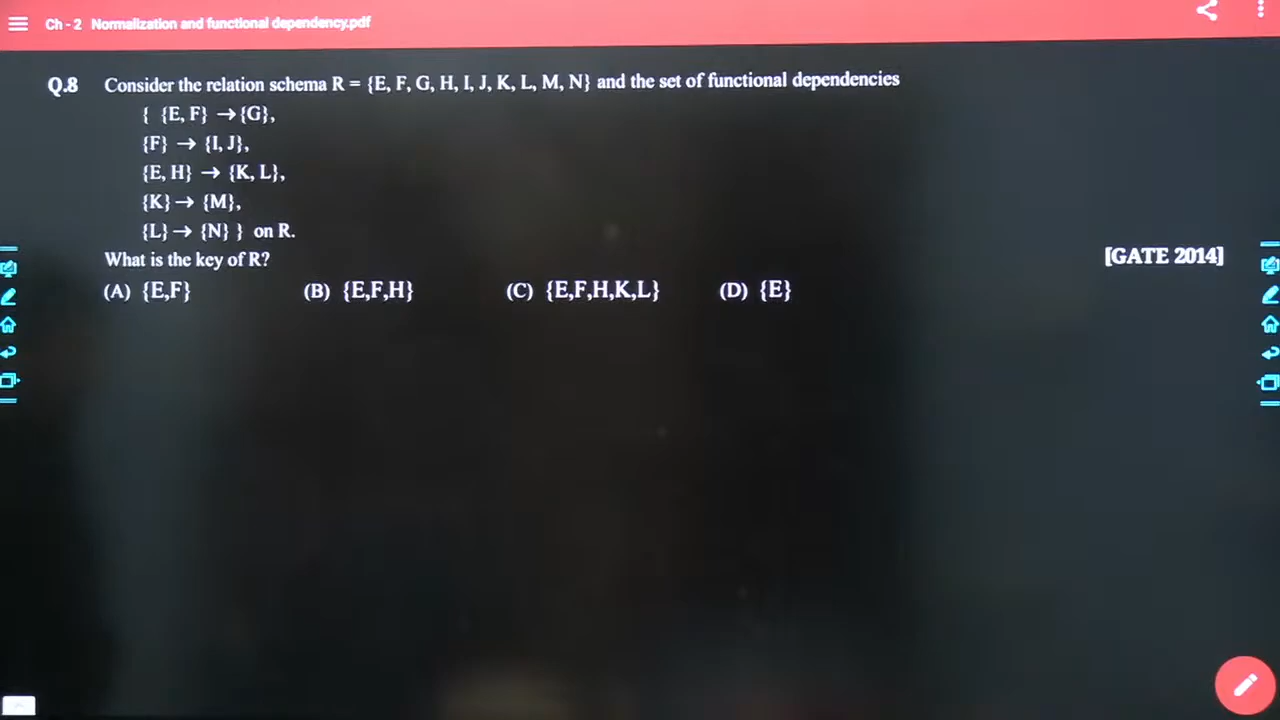 Ch - 2 Normalization and functional dependency.pdf
Q.8 Consider the relation schema R = {E, F, G, H, I, J, K, L, M, N} and the set of functional dependencies
{ {E, F} → {G},
{F} → {I, J},
{E, H} → {K, L},
{K} → {M},
{L} → {N} } on R.
What is the key of R? [GATE 2014]
(A) {E,F} (B) {E,F,H} (C) {E,F,H,K,L} (D) {E}